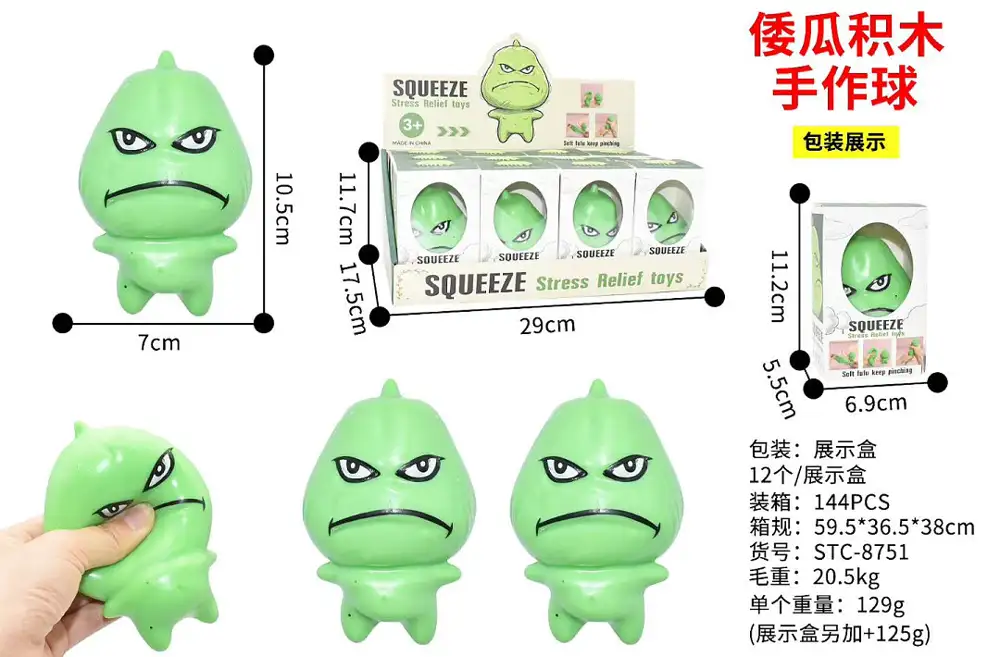 倭瓜积木
手作球
包装展示
10.5cm
7cm
SQUEEZE
Stress Relief toys
3+
MADE IN CHINA
Soft fufu keep pinching
SQUEEZE
SQUEEZE
SQUEEZE
SQUEEZE
SQUEEZE Stress Relief toys
11.7cm
17.5cm
29cm
11.2cm
5.5cm
6.9cm
SQUEEZE
Stress Relief toys
Soft fufu keep pinching
包装：展示盒
12个/展示盒
装箱：144PCS
箱规：59.5*36.5*38cm
货号：STC-8751
毛重：20.5kg
单个重量：129g
(展示盒另加+125g)